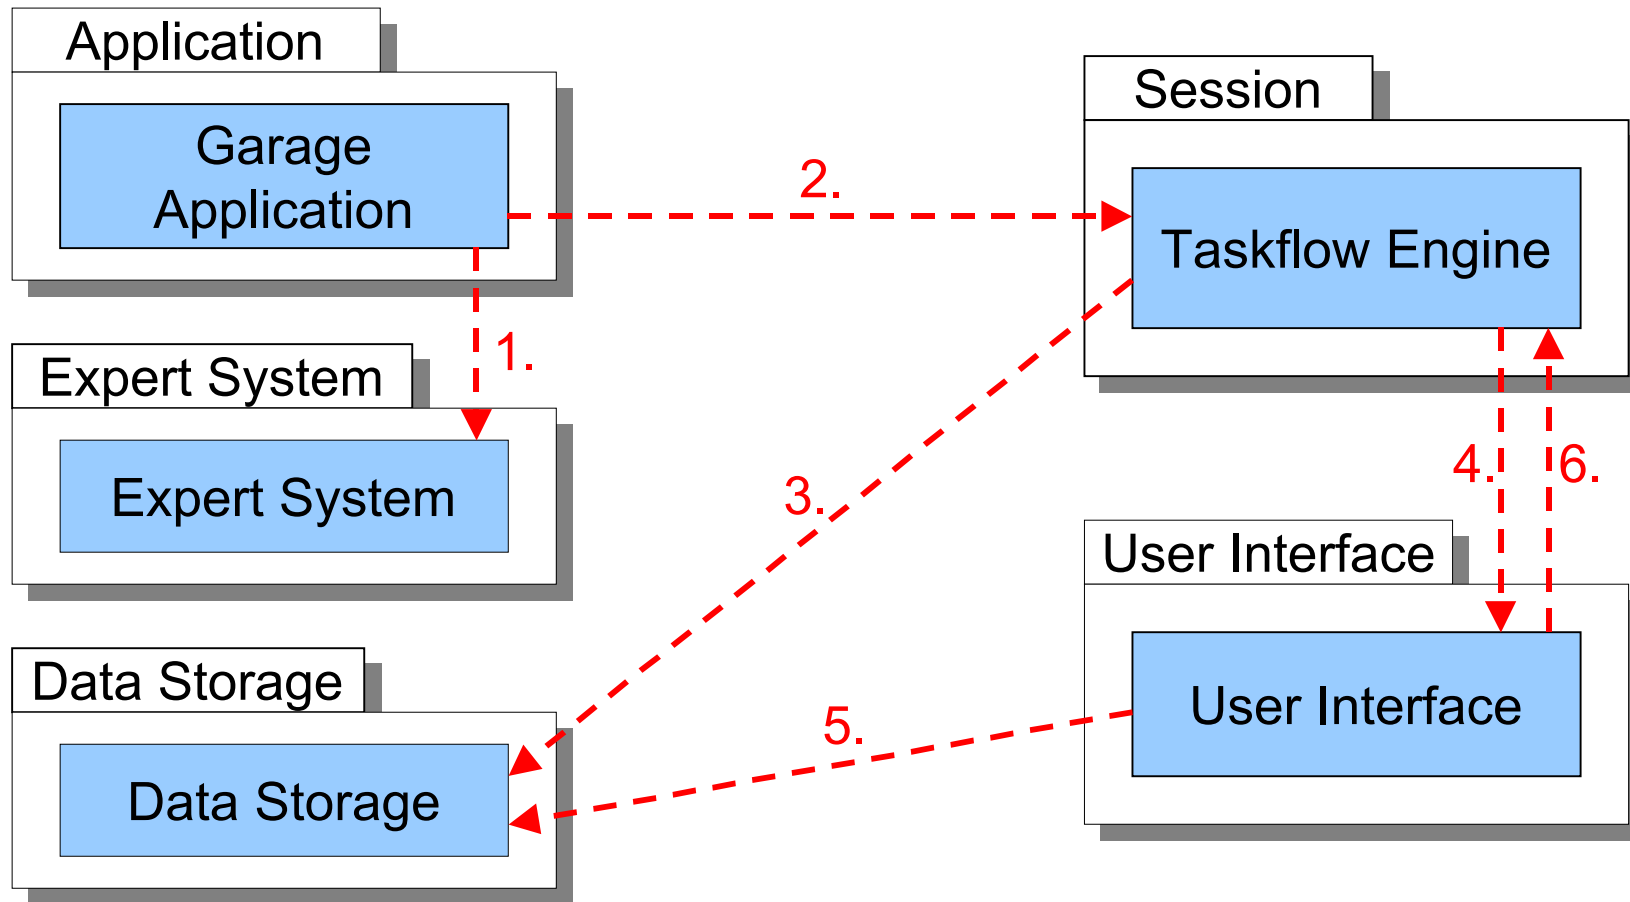 Application
Garage
Application
2.
Session
Taskflow Engine
1.
Expert System
Expert System
3.
4.
6.
User Interface
User Interface
Data Storage
Data Storage
5.